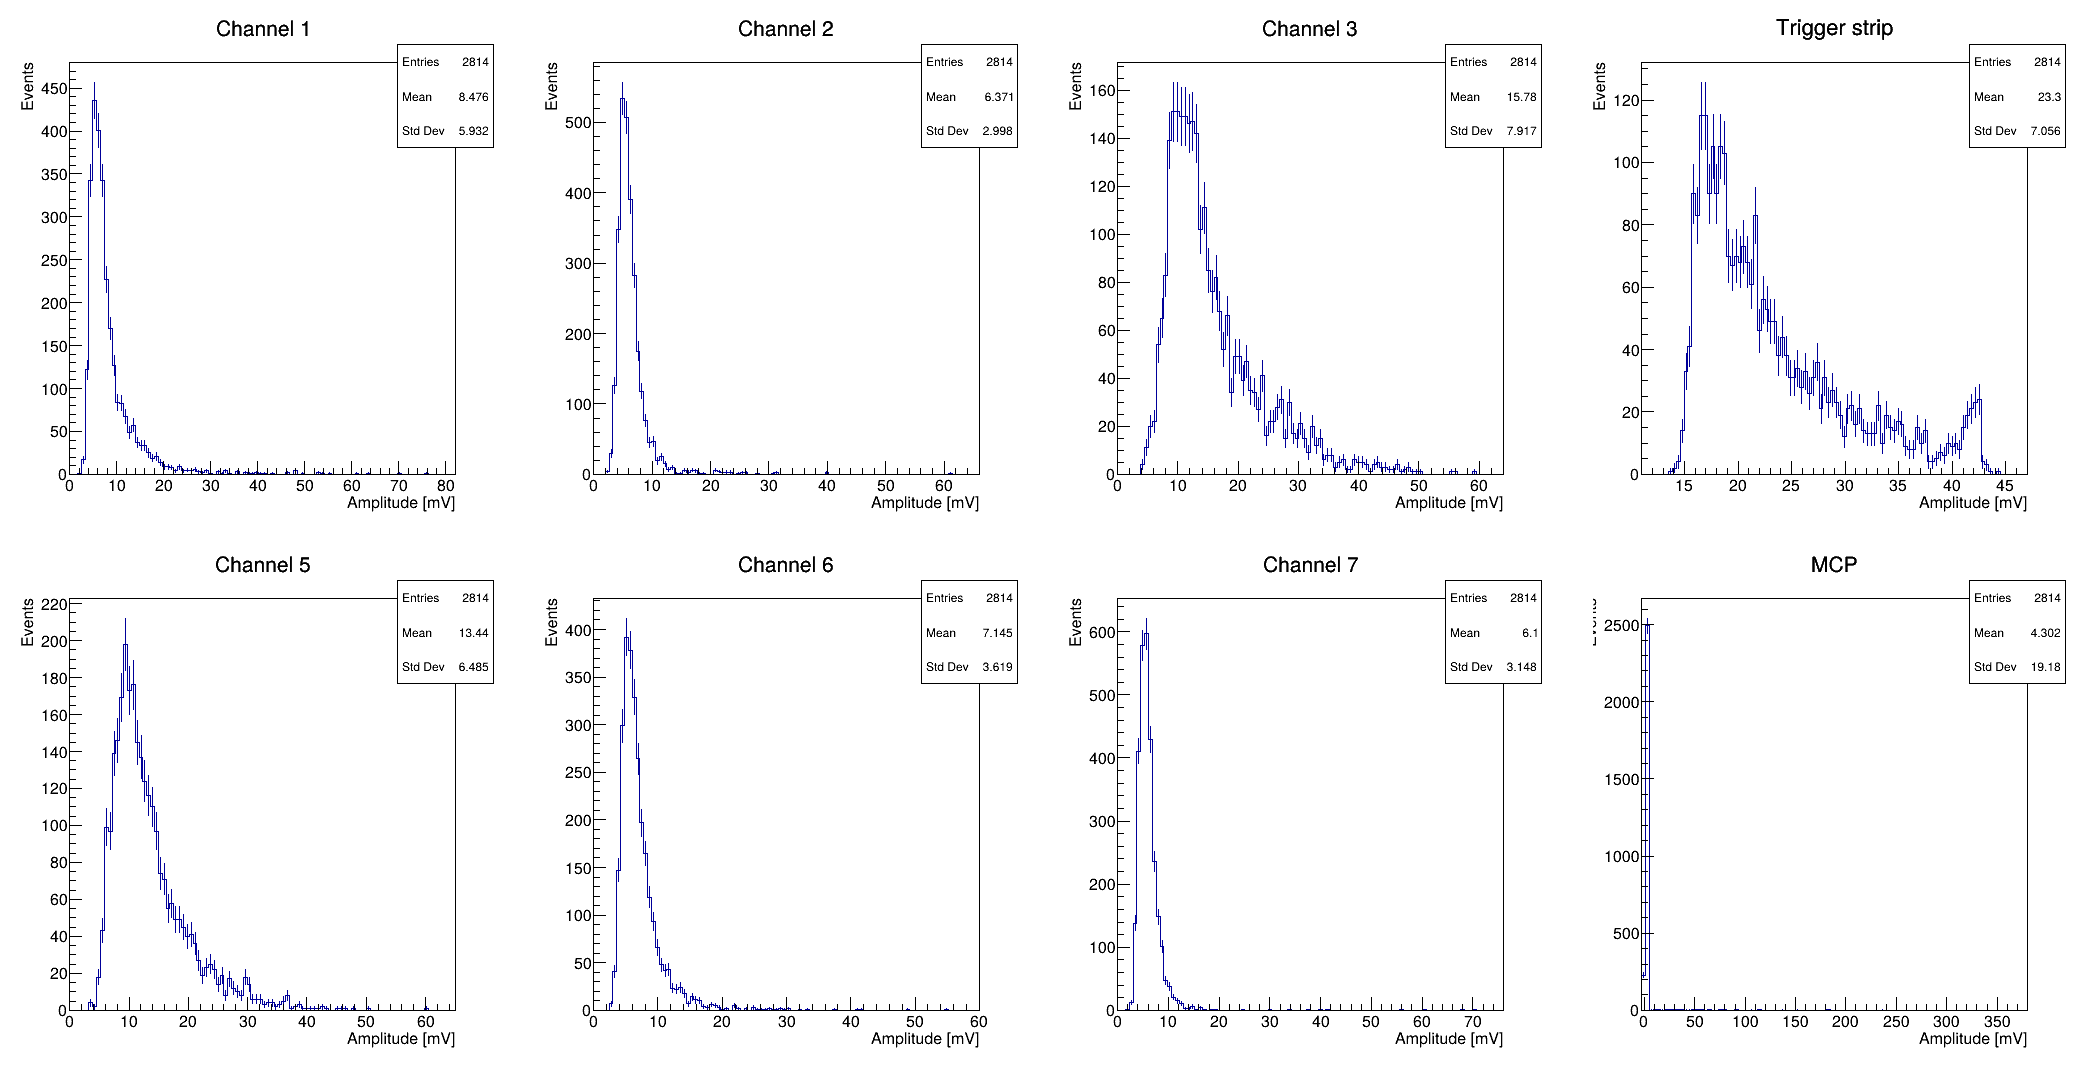 Channel 1
Events
Entries 2814
Mean 8.476
Std Dev 5.932
450
400
350
300
250
200
150
100
50
0
0 10 20 30 40 50 60 70 80
Amplitude [mV]
Channel 2
Events
Entries 2814
Mean 6.371
Std Dev 2.998
500
400
300
200
100
0
0 10 20 30 40 50 60
Amplitude [mV]
Channel 3
Events
Entries 2814
Mean 15.78
Std Dev 7.917
160
140
120
100
80
60
40
20
0
0 10 20 30 40 50 60
Amplitude [mV]
Trigger strip
Events
Entries 2814
Mean 23.3
Std Dev 7.056
120
100
80
60
40
20
0
15 20 25 30 35 40 45
Amplitude [mV]
Channel 5
Events
Entries 2814
Mean 13.44
Std Dev 6.485
220
200
180
160
140
120
100
80
60
40
20
0
0 10 20 30 40 50 60
Amplitude [mV]
Channel 6
Events
Entries 2814
Mean 7.145
Std Dev 3.619
400
350
300
250
200
150
100
50
0
0 10 20 30 40 50 60
Amplitude [mV]
Channel 7
Events
Entries 2814
Mean 6.1
Std Dev 3.148
600
500
400
300
200
100
0
0 10 20 30 40 50 60 70
Amplitude [mV]
MCP
Events
Entries 2814
Mean 4.302
Std Dev 19.18
2500
2000
1500
1000
500
0
0 50 100 150 200 250 300 350
Amplitude [mV]